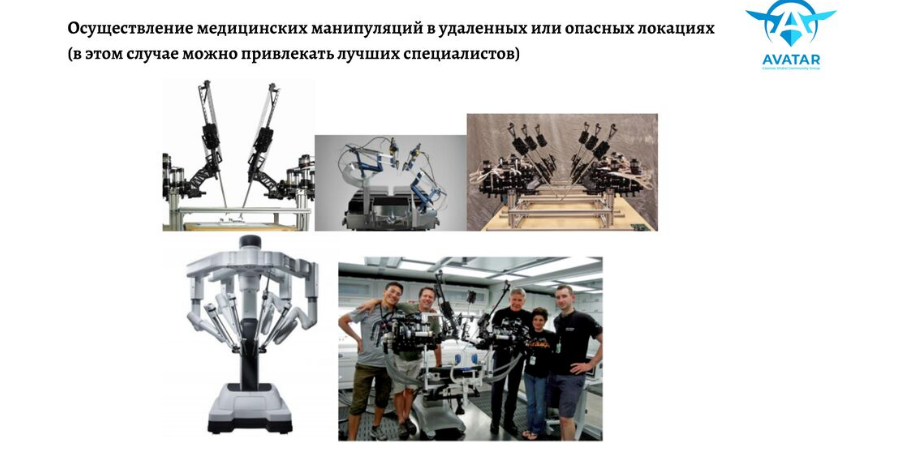 Осуществление медицинских манипуляций в удаленных или опасных локациях
(в этом случае можно привлекать лучших специалистов)
AVATAR